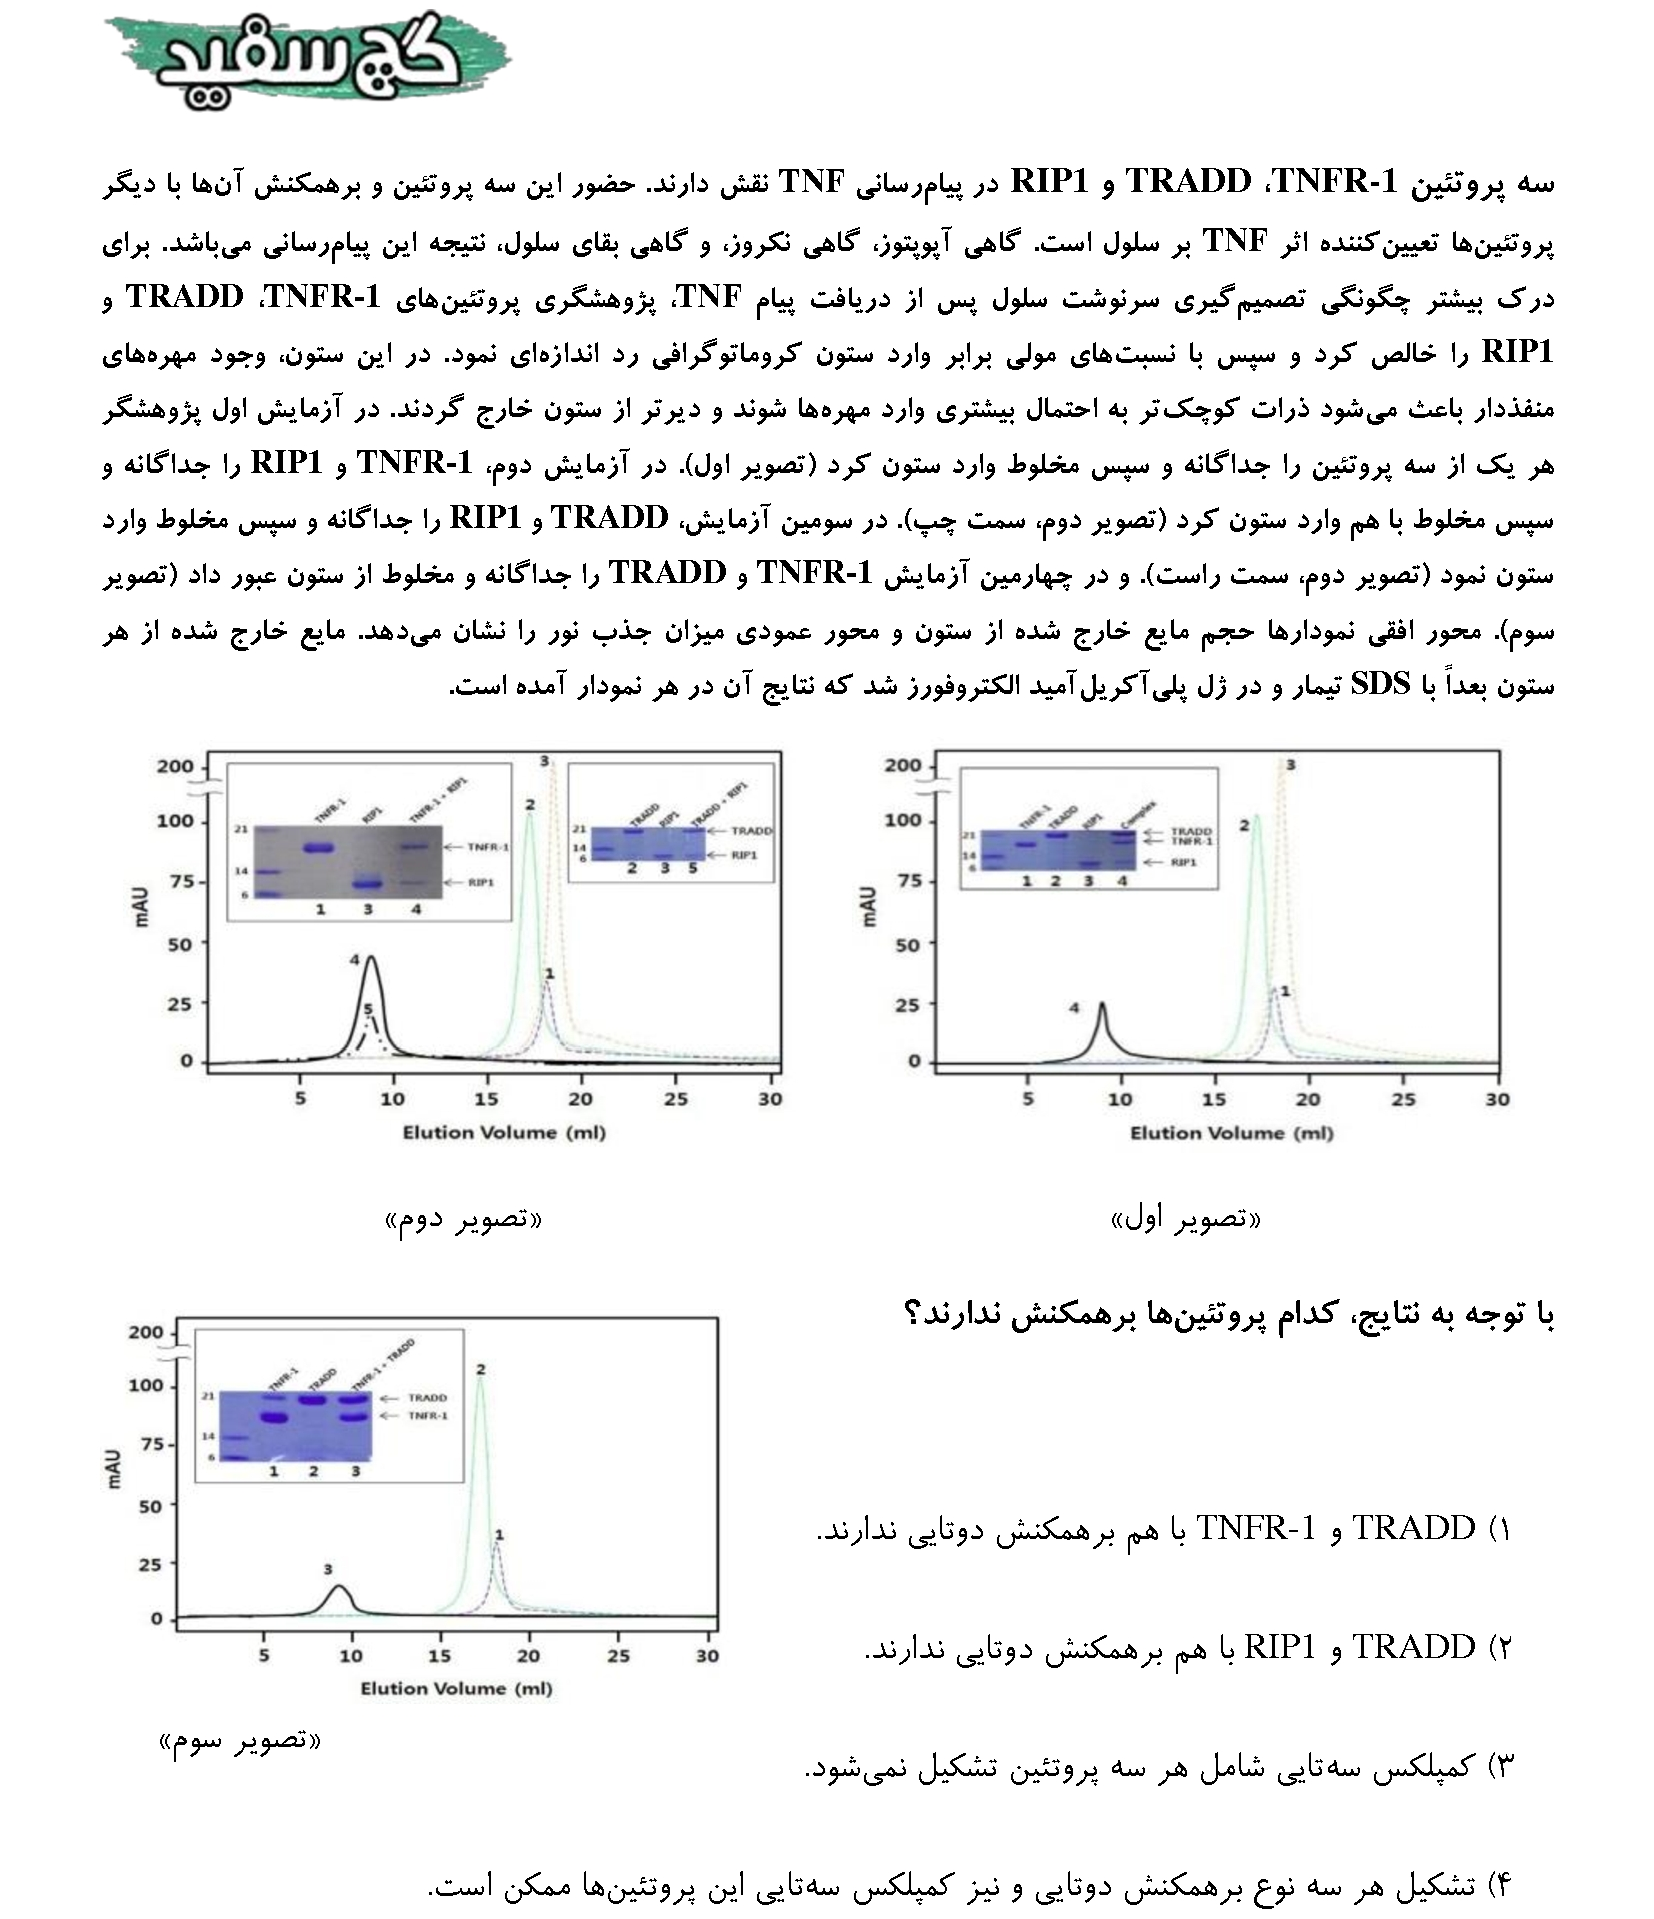 گچ سفید
سه پروتئین TNFR-1، TRADD و RIP1 در پیام‌رسانی TNF نقش دارند. حضور این سه پروتئین و برهمکنش آن‌ها با دیگر
پروتئین‌ها تعیین‌کننده اثر TNF بر سلول است. گاهی آپوپتوز، گاهی نکروز، و گاهی بقای سلول، نتیجه این پیام‌رسانی می‌باشد. برای
درک بیشتر چگونگی تصمیم‌گیری سرنوشت سلول پس از دریافت پیام TNF، پژوهشگری پروتئین‌های TNFR-1، TRADD و
RIP1 را خالص کرد و سپس با نسبت‌های مولی برابر وارد ستون کروماتوگرافی رد اندازه‌ای نمود. در این ستون، وجود مهره‌های
منفذدار باعث می‌شود ذرات کوچک‌تر به احتمال بیشتری وارد مهره‌ها شوند و دیرتر از ستون خارج گردند. در آزمایش اول پژوهشگر
هر یک از سه پروتئین را جداگانه و سپس مخلوط وارد ستون کرد (تصویر اول). در آزمایش دوم، TNFR-1 و RIP1 را جداگانه و
سپس مخلوط با هم وارد ستون کرد (تصویر دوم، سمت چپ). در سومین آزمایش، TRADD و RIP1 را جداگانه و سپس مخلوط وارد
ستون نمود (تصویر دوم، سمت راست). و در چهارمین آزمایش TNFR-1 و TRADD را جداگانه و مخلوط از ستون عبور داد (تصویر
سوم). محور افقی نمودارها حجم مایع خارج شده از ستون و محور عمودی میزان جذب نور را نشان می‌دهد. مایع خارج شده از هر
ستون بعداً با SDS تیمار و در ژل پلی‌آکریل‌آمید الکتروفورز شد که نتایج آن در هر نمودار آمده است.
mAU
200
100
75
50
25
0
5 10 15 20 25 30
Elution Volume (ml)
TNFR-1 TRADD RIP1 Complex
21
14
6
TRADD
TNFR-1
RIP1
1 2 3 4
4 2 3 1
«تصویر اول»
mAU
200
100
75
50
25
0
5 10 15 20 25 30
Elution Volume (ml)
TNFR-1 RIP1 TNFR-1 + RIP1
21
14
6
TNFR-1
RIP1
1 3 4
TRADD RIP1 TRADD + RIP1
21
14
6
TRADD
RIP1
2 3 5
4 5 2 3 1
«تصویر دوم»
با توجه به نتایج، کدام پروتئین‌ها برهمکنش ندارند؟
mAU
200
100
75
50
25
0
5 10 15 20 25 30
Elution Volume (ml)
TNFR-1 TRADD TNFR-1 + TRADD
21
14
6
TRADD
TNFR-1
1 2 3
3 2 1
«تصویر سوم»
۱) TRADD و TNFR-1 با هم برهمکنش دوتایی ندارند.
۲) TRADD و RIP1 با هم برهمکنش دوتایی ندارند.
۳) کمپلکس سه‌تایی شامل هر سه پروتئین تشکیل نمی‌شود.
۴) تشکیل هر سه نوع برهمکنش دوتایی و نیز کمپلکس سه‌تایی این پروتئین‌ها ممکن است.